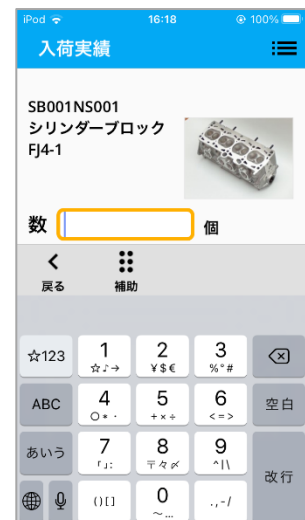 iPod 16:18 100%
入荷実績
SB001NS001
シリンダーブロック
FJ4-1
数 個
戻る 補助
☆123 1 2 3
☆♪→ ¥$€ %°#
ABC 4 5 6 空白
○*・ +×÷ <=>
あいう 7 8 9
「」: 〒々〆 ^|\
改行
()[] 0 .,-/
~…